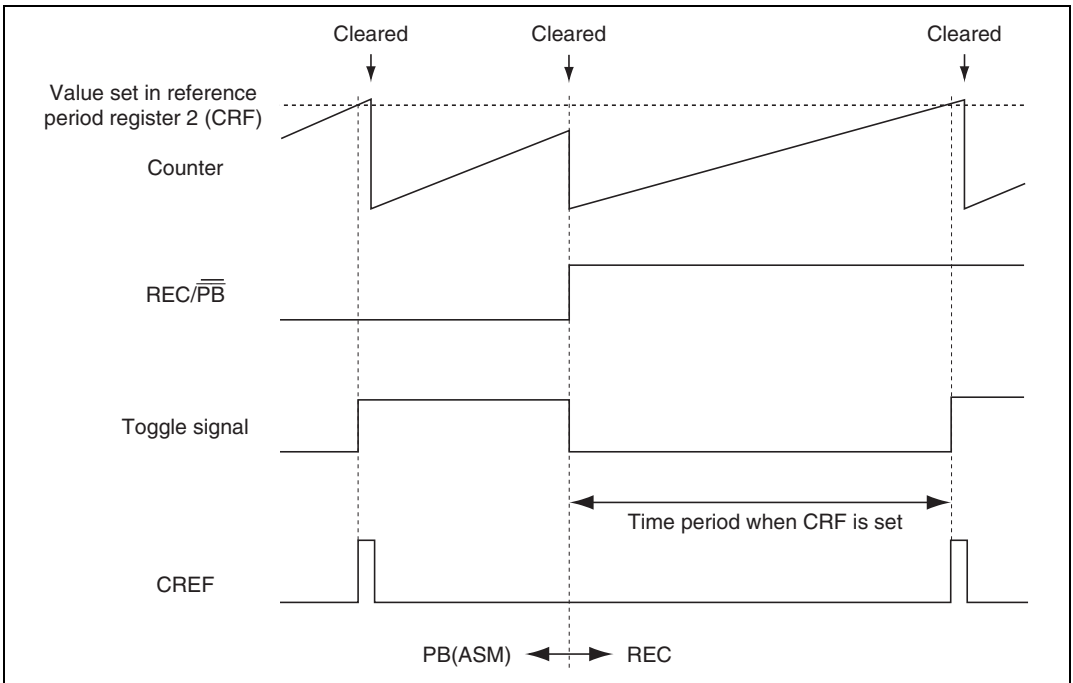 Cleared
Cleared
Cleared
Value set in reference
period register 2 (CRF)
Counter
REC/P̅B̅
Toggle signal
Time period when CRF is set
CREF
PB(ASM)
REC